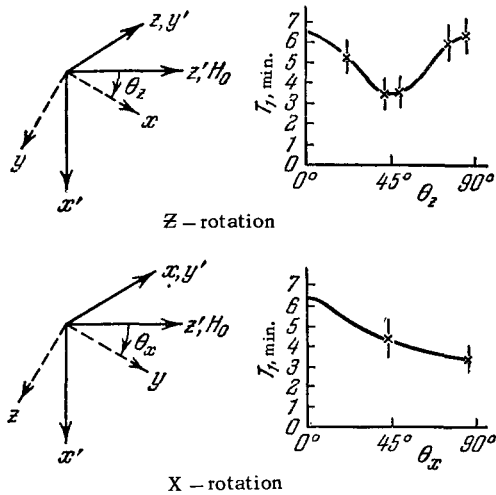 z, y'
z', H₀
θz
x
y
x'
T₁, min.
7
6
5
4
3
2
1
0
0° 45° 90°
θz
Z – rotation
x, y'
z', H₀
θx
y
z
x'
T₁, min.
7
6
5
4
3
2
1
0
0° 45° 90°
θx
X – rotation